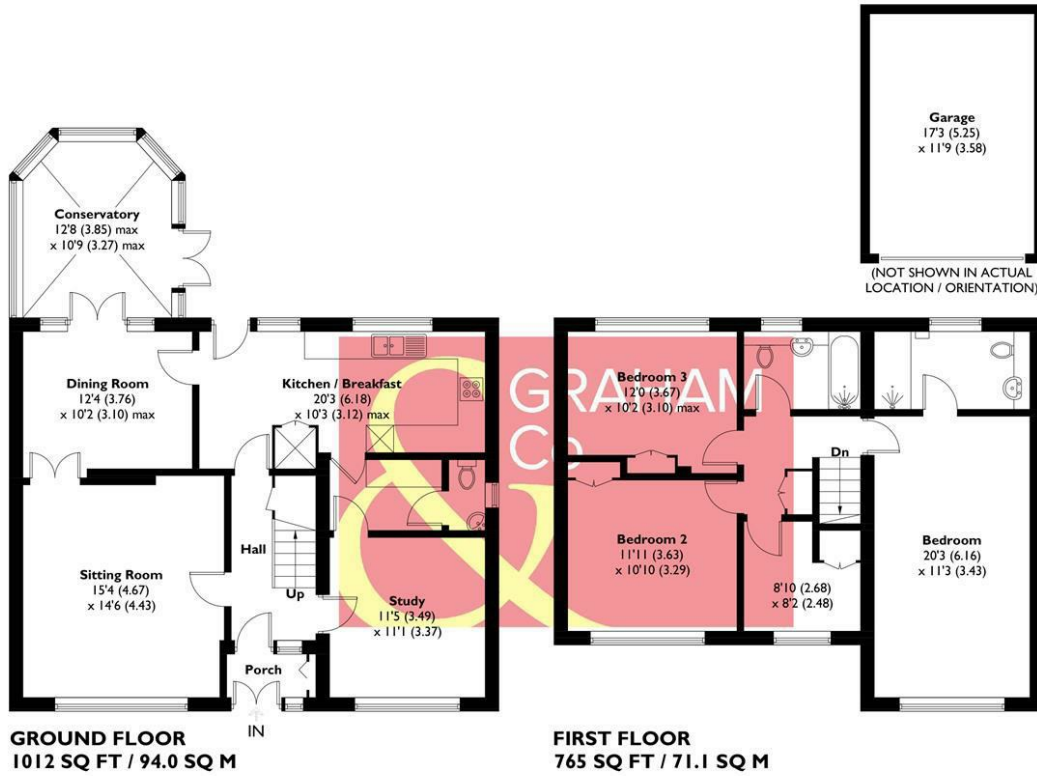 Garage
17'3 (5.25)
x 11'9 (3.58)
(NOT SHOWN IN ACTUAL
LOCATION / ORIENTATION)
Conservatory
12'8 (3.85) max
x 10'9 (3.27) max
Dining Room
12'4 (3.76)
x 10'2 (3.10) max
Kitchen / Breakfast
20'3 (6.18)
x 10'3 (3.12) max
GRAHAM
&
Co
Bedroom 3
12'0 (3.67)
x 10'2 (3.10) max
Dn
Hall
Sitting Room
15'4 (4.67)
x 14'6 (4.43)
Up
Study
11'5 (3.49)
x 11'1 (3.37)
Bedroom 2
11'11 (3.63)
x 10'10 (3.29)
8'10 (2.68)
x 8'2 (2.48)
Bedroom
20'3 (6.16)
x 11'3 (3.43)
Porch
IN
GROUND FLOOR
1012 SQ FT / 94.0 SQ M
FIRST FLOOR
765 SQ FT / 71.1 SQ M